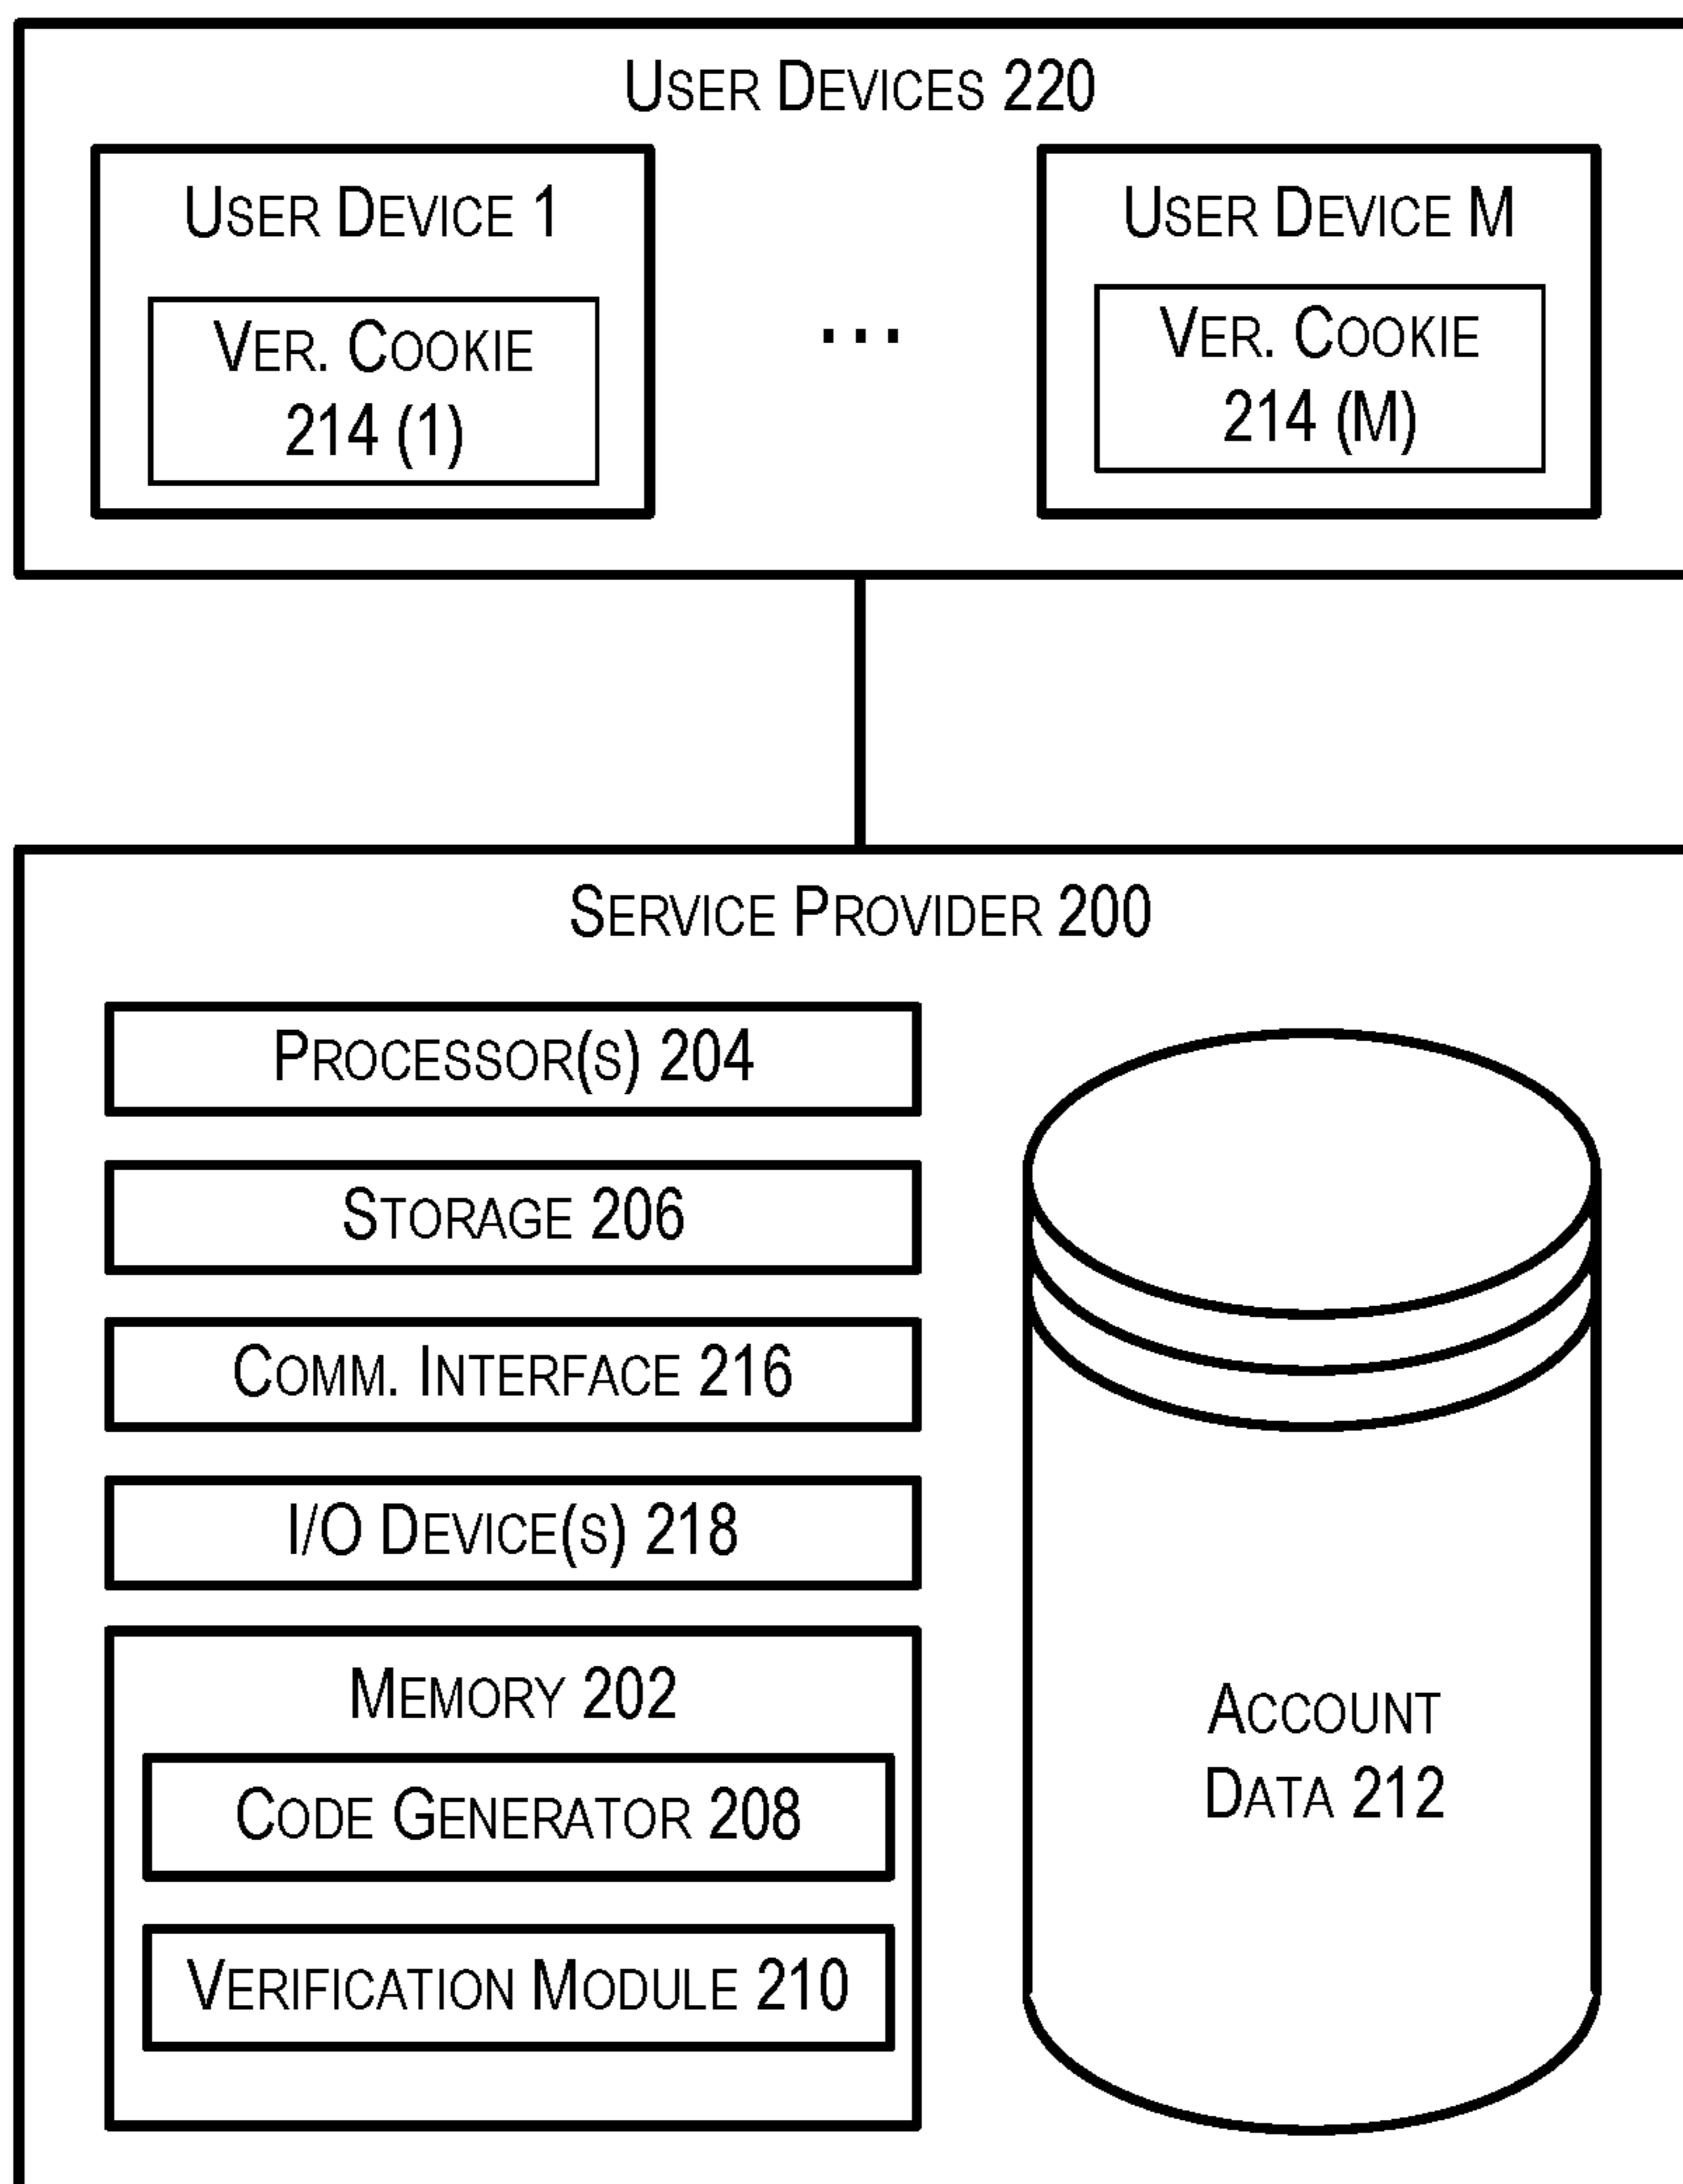 USER DEVICES 220
USER DEVICE 1
VER. COOKIE
214 (1)
...
USER DEVICE M
VER. COOKIE
214 (M)
SERVICE PROVIDER 200
PROCESSOR(S) 204
STORAGE 206
COMM. INTERFACE 216
I/O DEVICE(S) 218
MEMORY 202
CODE GENERATOR 208
VERIFICATION MODULE 210
ACCOUNT
DATA 212